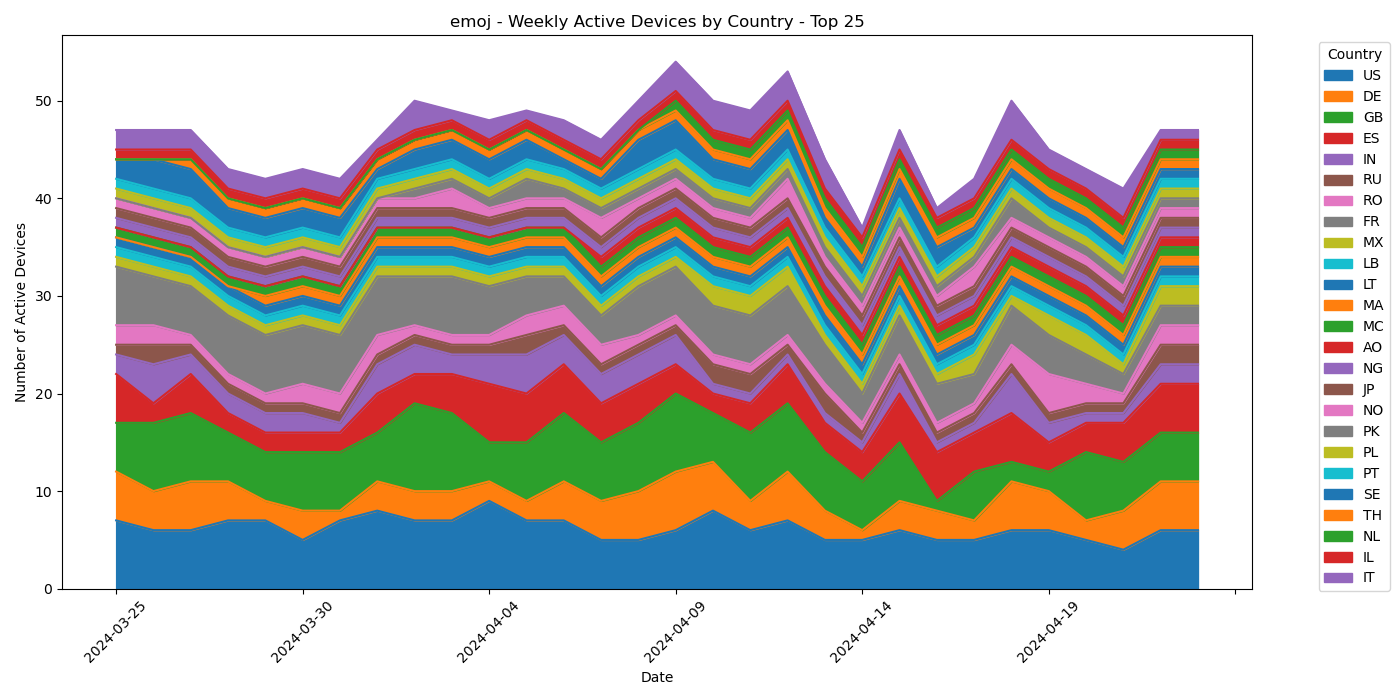 emoj - Weekly Active Devices by Country - Top 25
Number of Active Devices
50
40
30
20
10
0
2024-03-25
2024-03-30
2024-04-04
2024-04-09
2024-04-14
2024-04-19
Date
Country
US
DE
GB
ES
IN
RU
RO
FR
MX
LB
LT
MA
MC
AO
NG
JP
NO
PK
PL
PT
SE
TH
NL
IL
IT